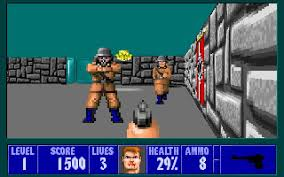 LEVEL SCORE LIVES HEALTH AMMO
1 1500 3 29% 8